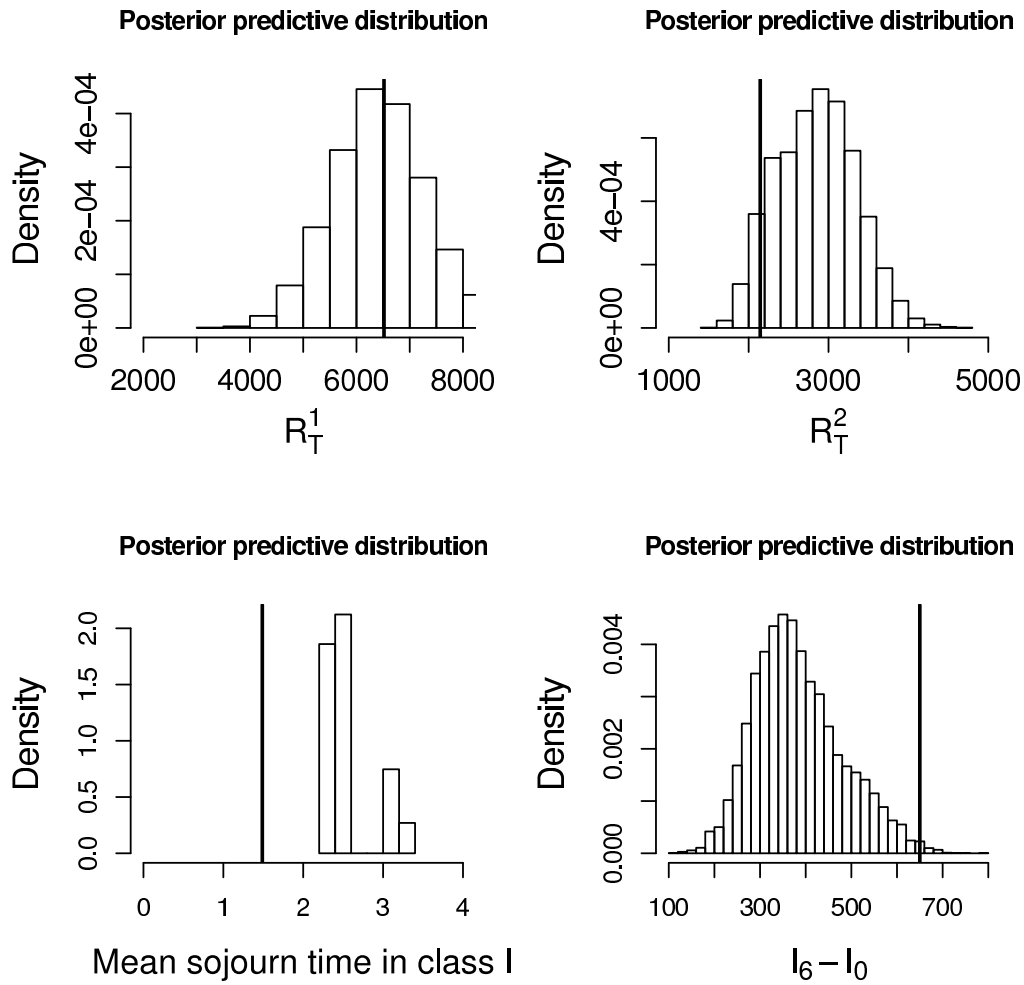 Posterior predictive distribution
Density
0e+00 2e−04 4e−04
2000 4000 6000 8000
R_T^1
Posterior predictive distribution
Density
0e+00 4e−04
1000 3000 5000
R_T^2
Posterior predictive distribution
Density
0.0 0.5 1.0 1.5 2.0
0 1 2 3 4
Mean sojourn time in class I
Posterior predictive distribution
Density
0.000 0.002 0.004
100 300 500 700
I₆ − I₀